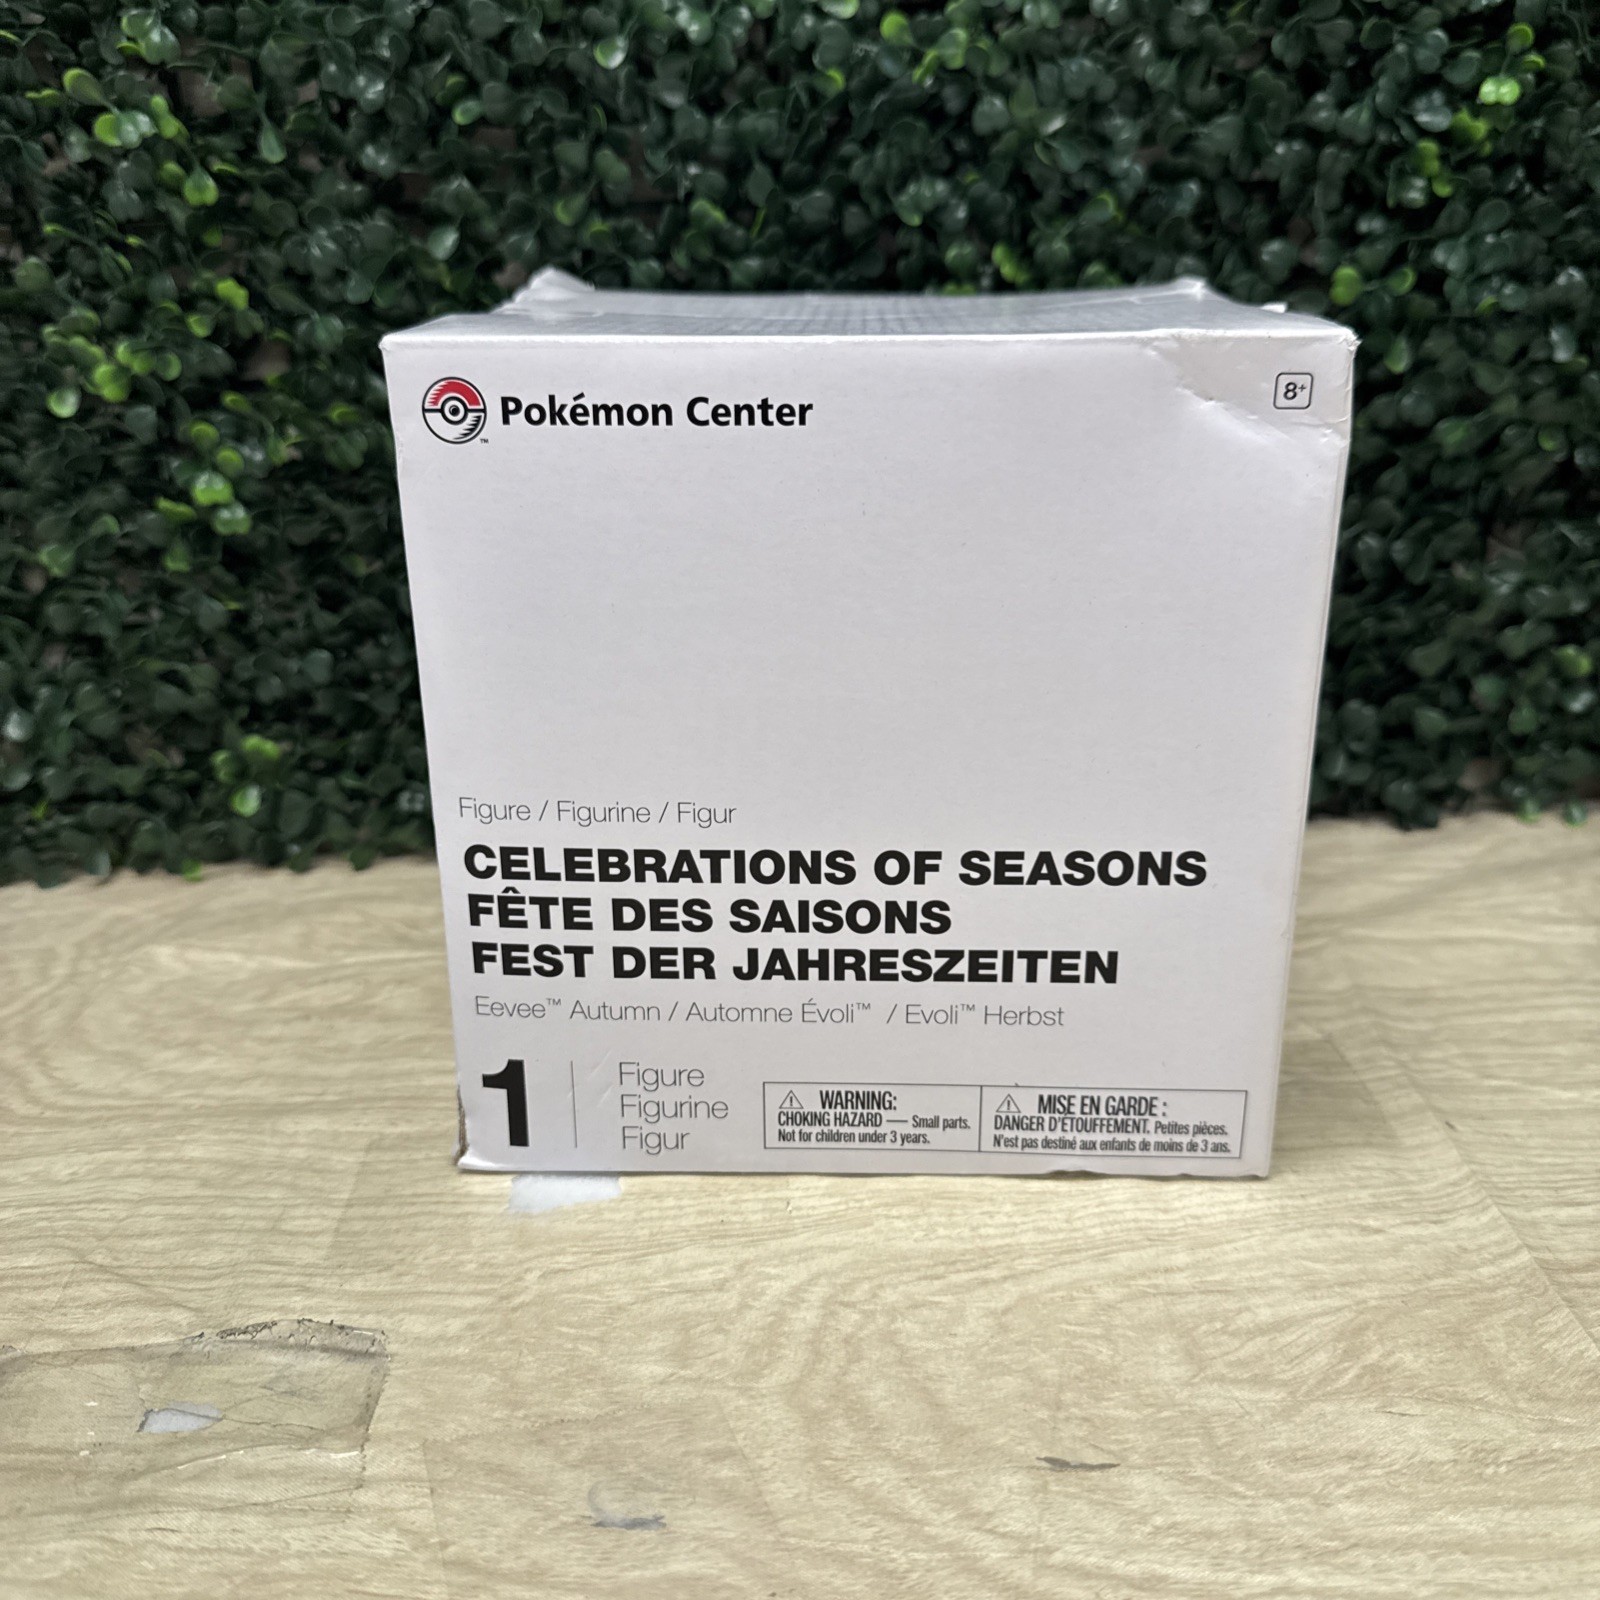 Pokémon Center
™
8+
Figure / Figurine / Figur
CELEBRATIONS OF SEASONS
FÊTE DES SAISONS
FEST DER JAHRESZEITEN
Eevee™ Autumn / Automne Évoli™ / Evoli™ Herbst
1
Figure
Figurine
Figur
WARNING:
CHOKING HAZARD — Small parts.
Not for children under 3 years.
MISE EN GARDE :
DANGER D'ÉTOUFFEMENT. Petites pièces.
N'est pas destiné aux enfants de moins de 3 ans.